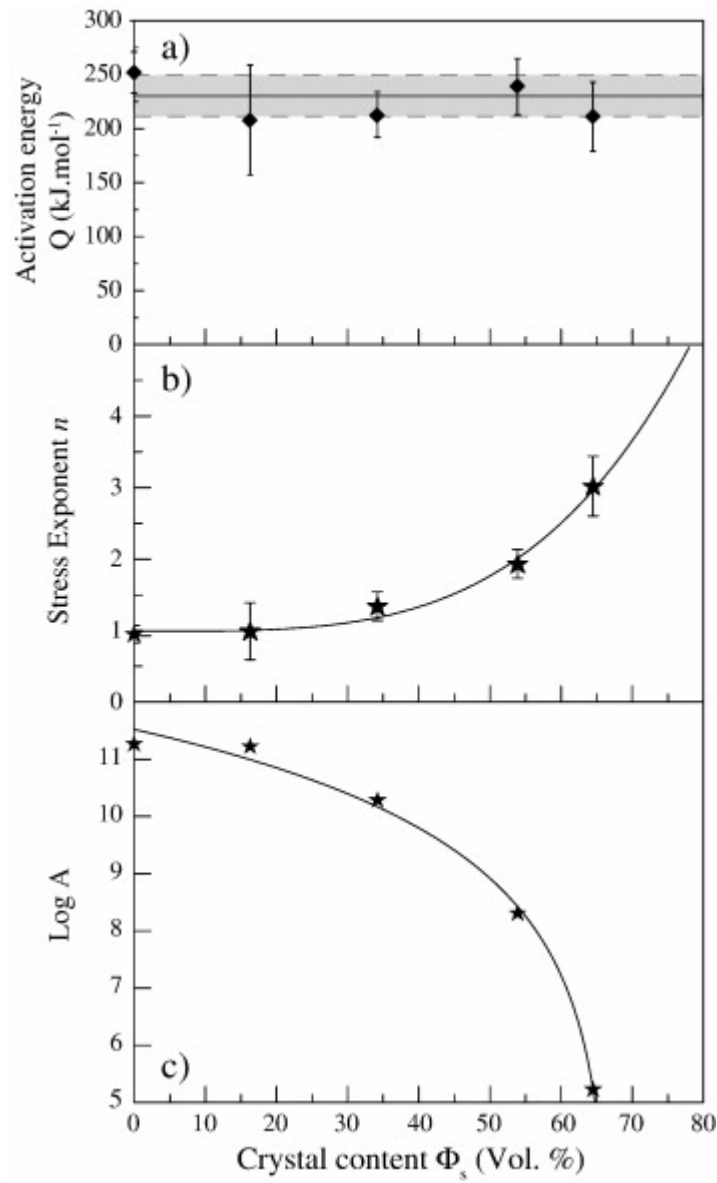 300
250
200
150
100
50
0
Activation energy
Q (kJ.mol⁻¹)
a)
4
3
2
1
0
Stress Exponent n
b)
11
10
9
8
7
6
5
Log A
c)
0 10 20 30 40 50 60 70 80
Crystal content Φs (Vol. %)